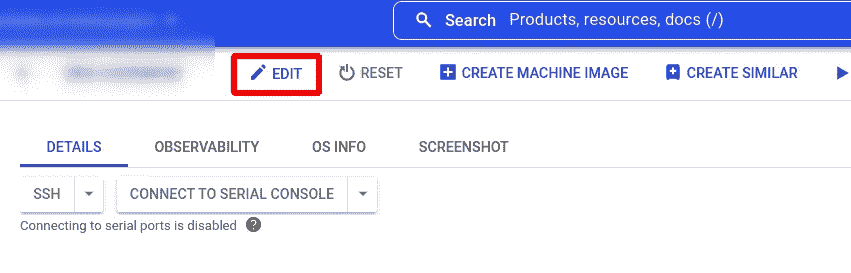 Search Products, resources, docs (/)
EDIT RESET CREATE MACHINE IMAGE CREATE SIMILAR
DETAILS OBSERVABILITY OS INFO SCREENSHOT
SSH CONNECT TO SERIAL CONSOLE
Connecting to serial ports is disabled ?